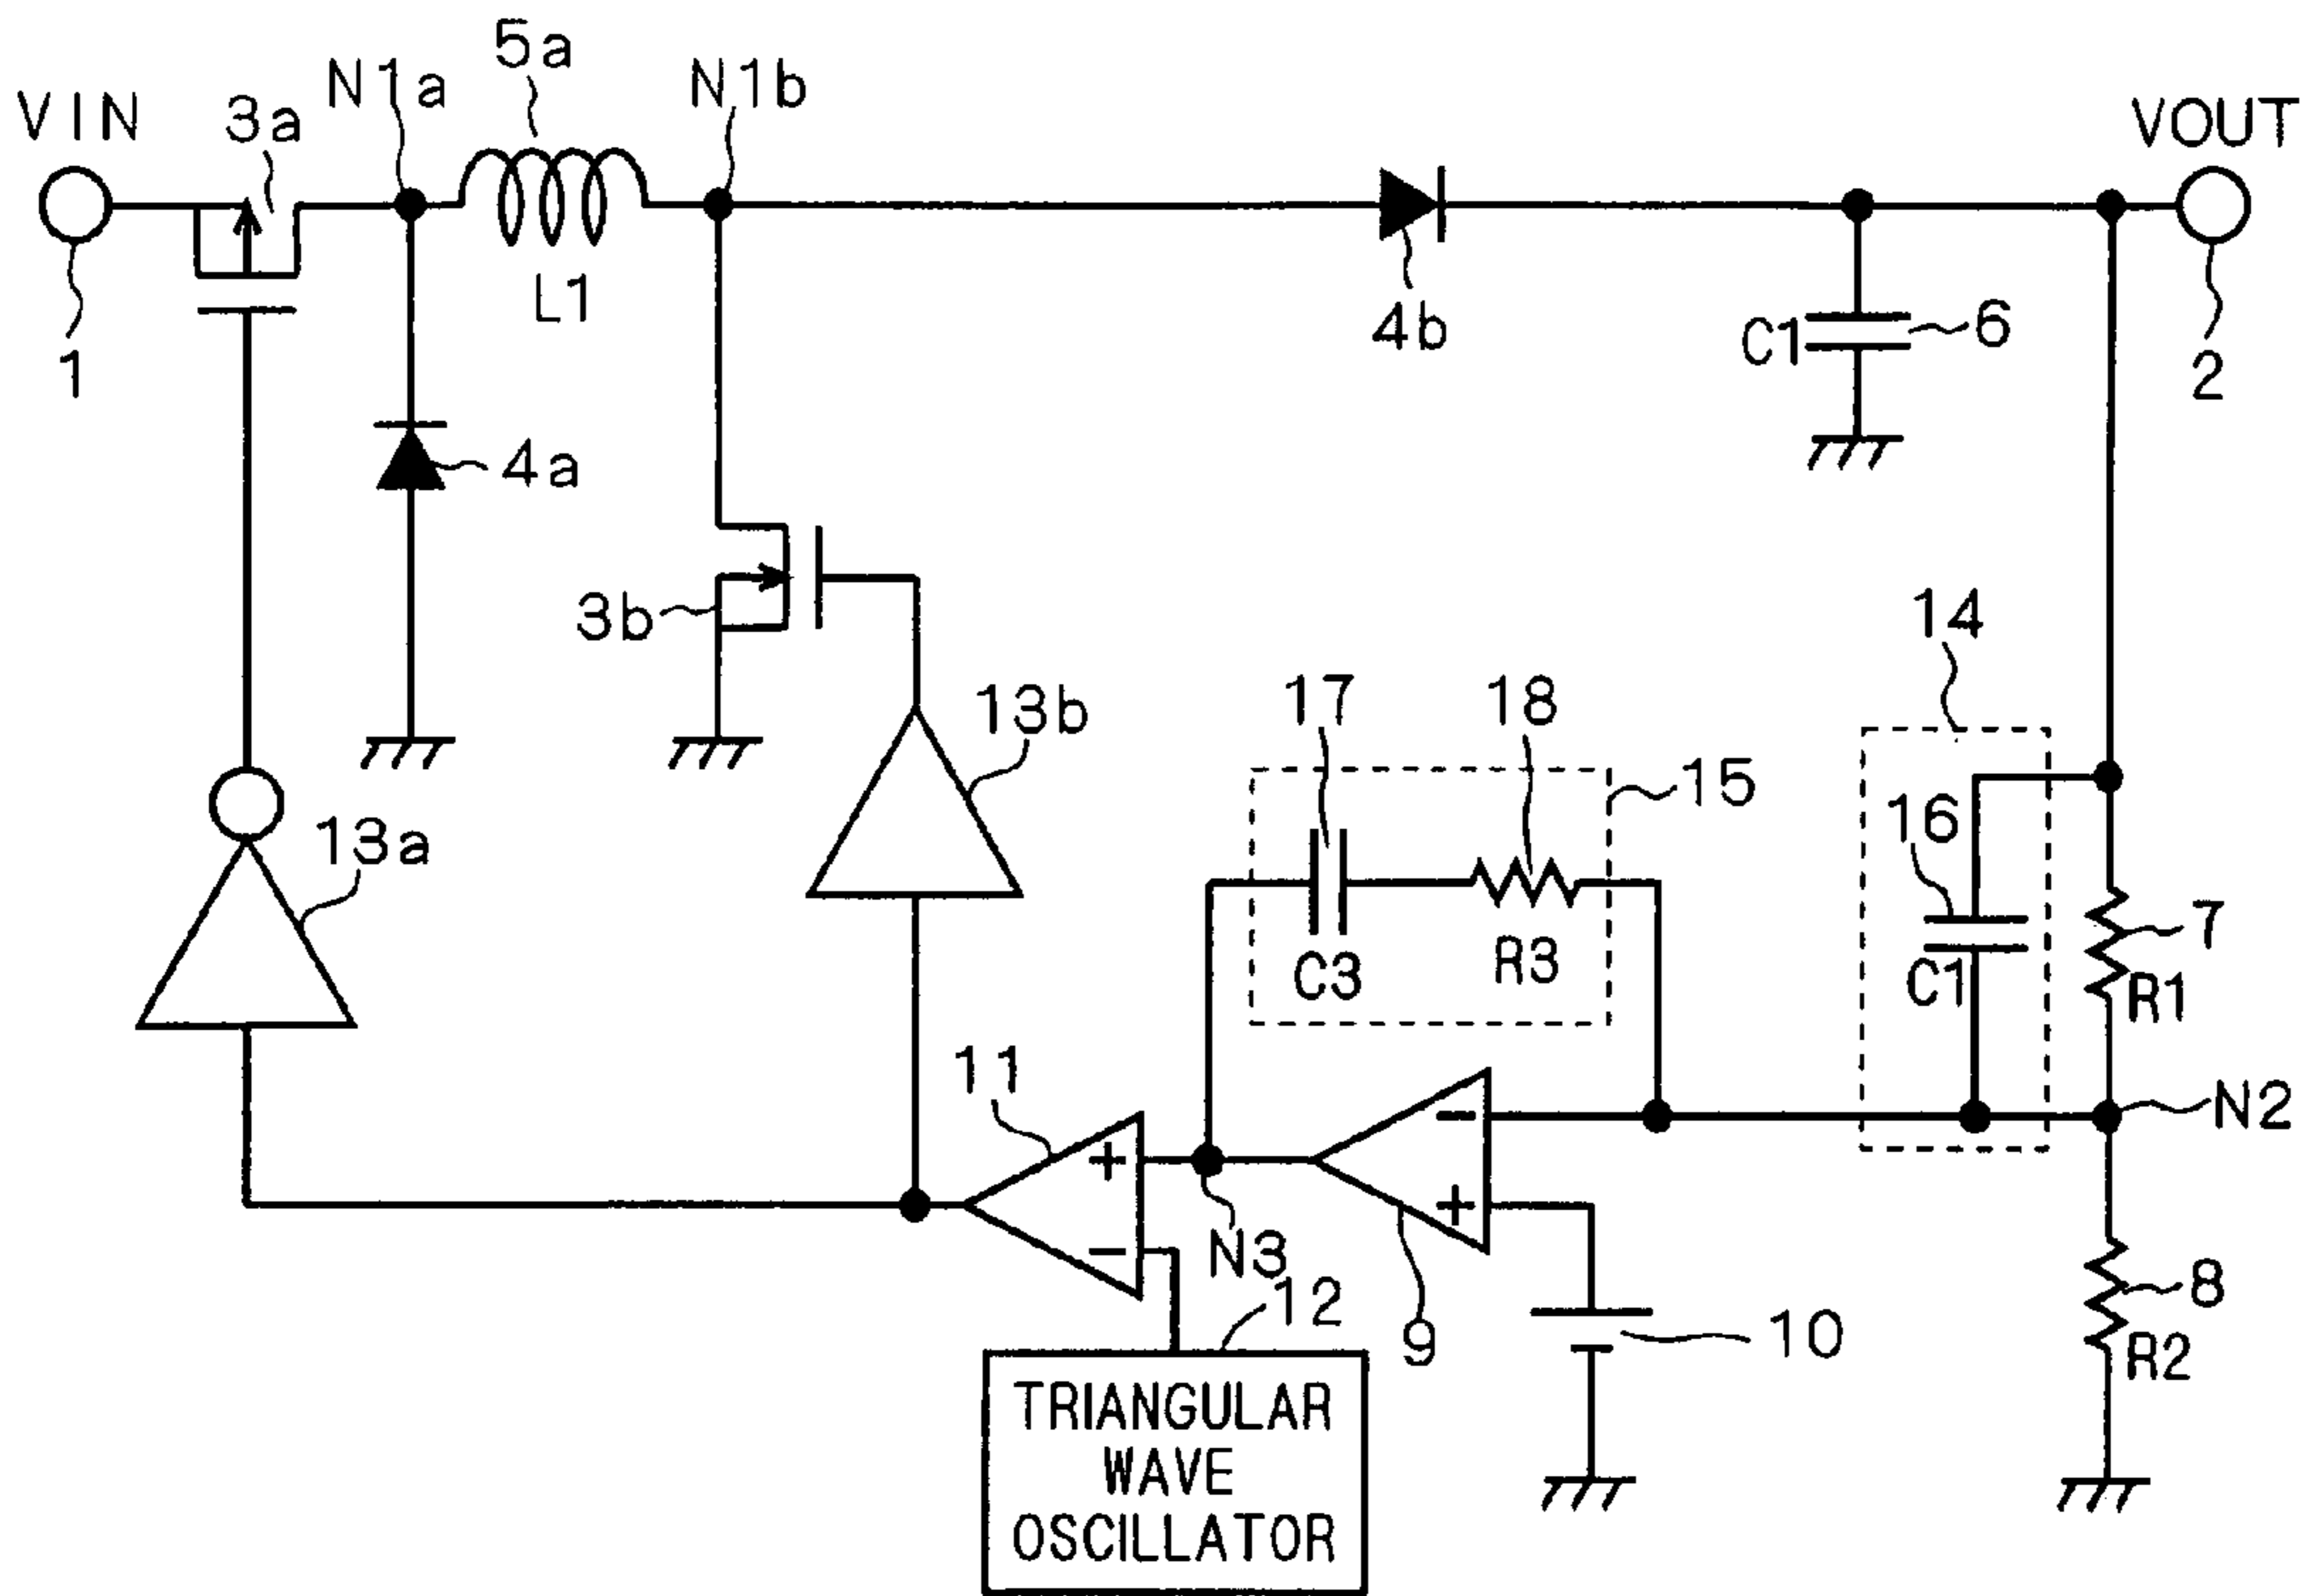 5a
N1a
N1b
VIN
3a
VOUT
L1
4b
C1
6
1
2
4a
3b
14
13b
17
18
15
16
13a
7
C3
R3
C1
R1
11
N2
+
-
+
-
N3
12
9
10
8
R2
TRIANGULAR
WAVE
OSCILLATOR